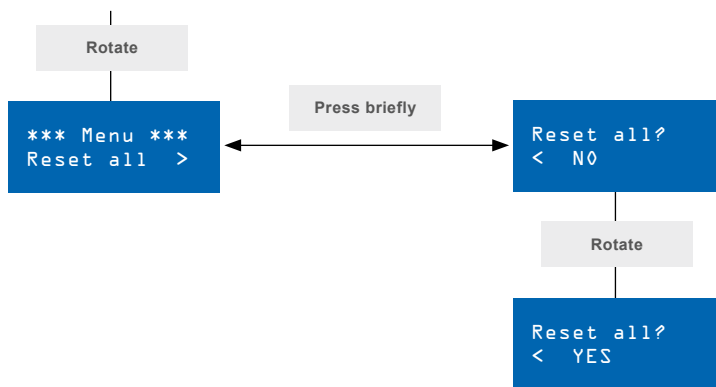 Rotate
Press briefly
*** Menu ***
Reset all >
Reset all?
< NO
Rotate
Reset all?
< YES